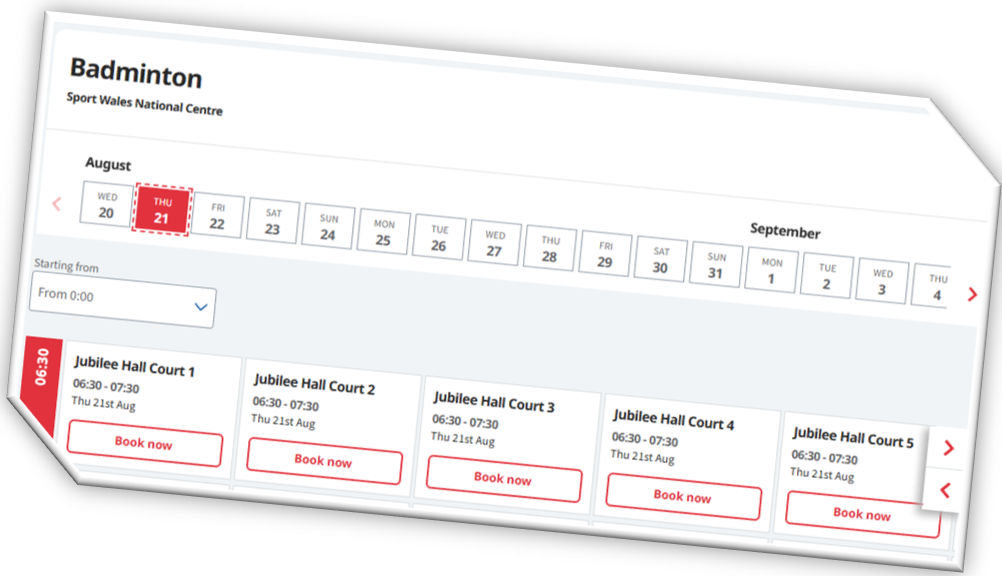 Badminton
Sport Wales National Centre
August
September
WED THU FRI SAT SUN MON TUE WED THU FRI SAT SUN MON TUE WED THU
20 21 22 23 24 25 26 27 28 29 30 31 1 2 3 4
Starting from
From 0:00
06:30
Jubilee Hall Court 1 Jubilee Hall Court 2 Jubilee Hall Court 3 Jubilee Hall Court 4 Jubilee Hall Court 5
06:30 - 07:30 06:30 - 07:30 06:30 - 07:30 06:30 - 07:30 06:30 - 07:30
Thu 21st Aug Thu 21st Aug Thu 21st Aug Thu 21st Aug Thu 21st Aug
Book now Book now Book now Book now Book now